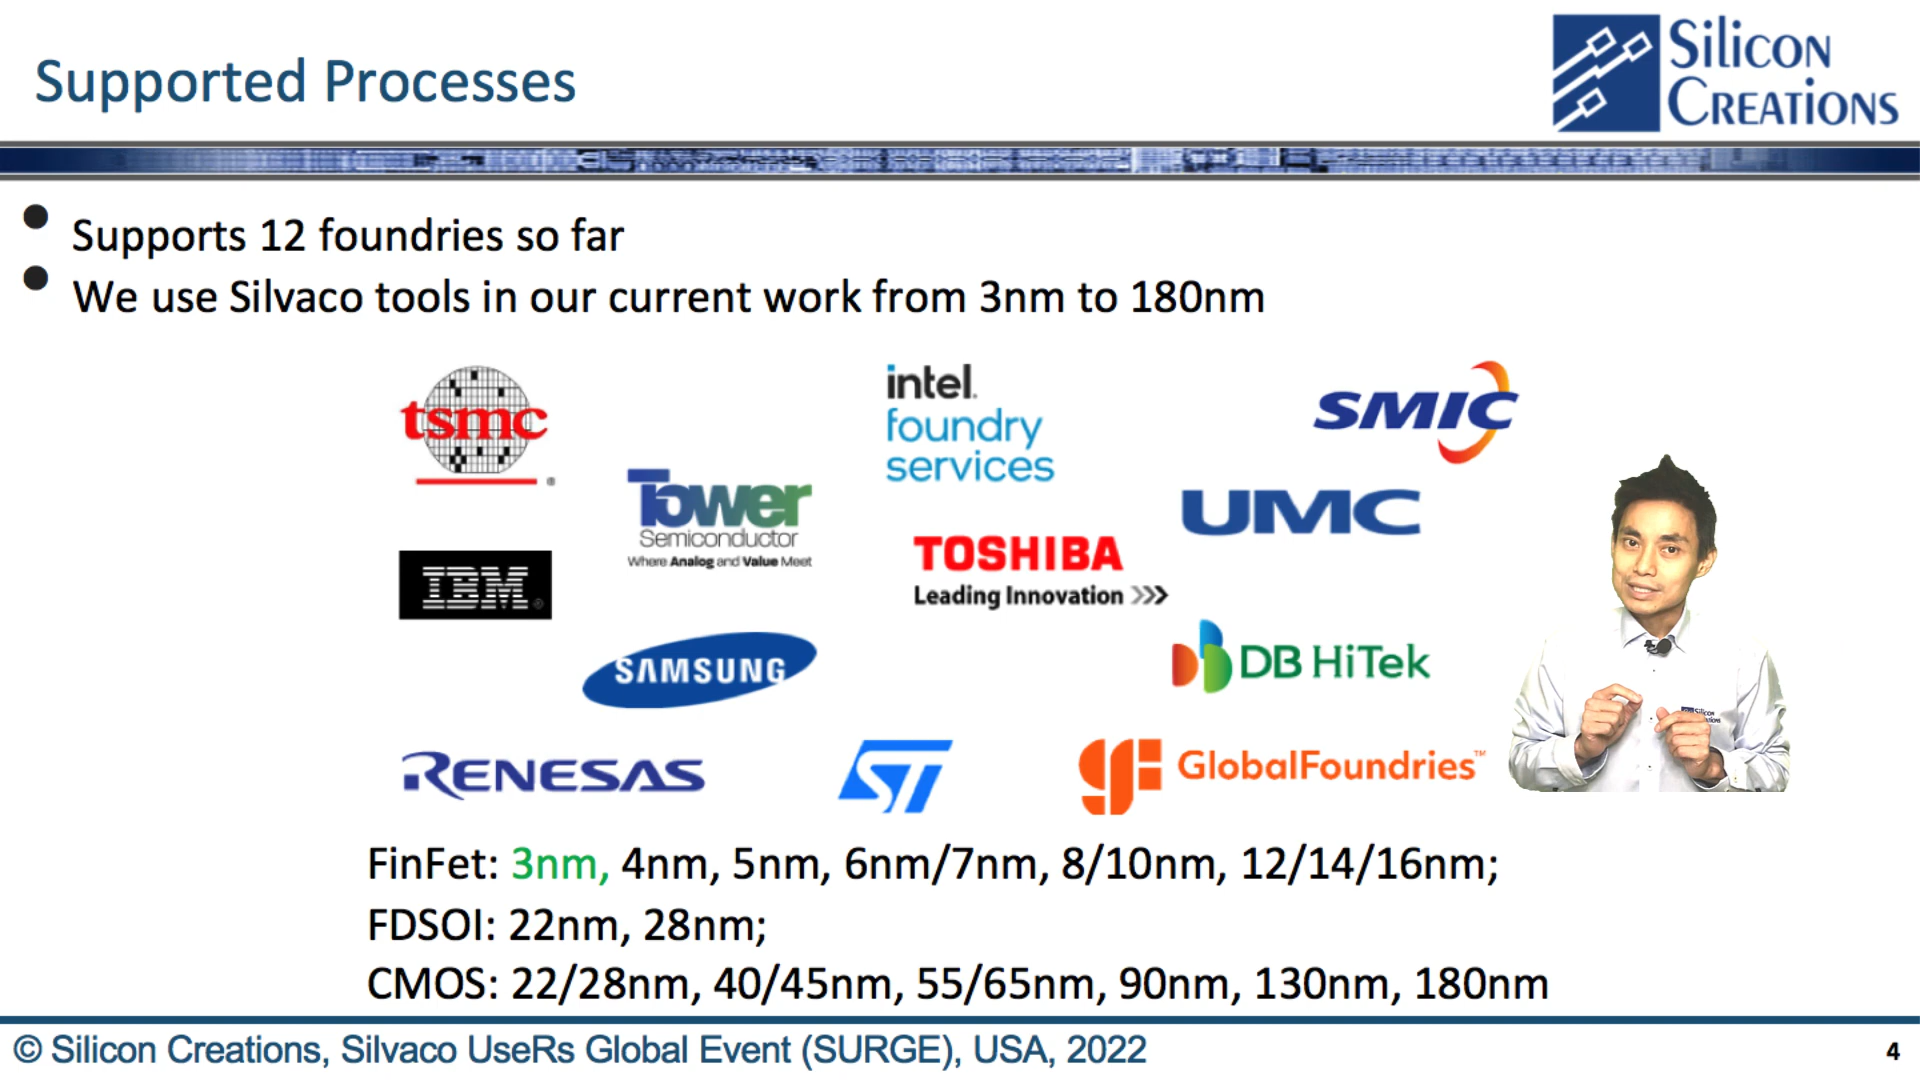 Supported Processes
Silicon
Creations
Supports 12 foundries so far
We use Silvaco tools in our current work from 3nm to 180nm
tsmc
®
intel.
foundry
services
SMIC
Tower
Semiconductor
Where Analog and Value Meet
UMC
TOSHIBA
Leading Innovation >>>
IBM®
SAMSUNG
DB HiTek
Silicon
RENESAS
ST
GF GlobalFoundries™
FinFet: 3nm, 4nm, 5nm, 6nm/7nm, 8/10nm, 12/14/16nm;
FDSOI: 22nm, 28nm;
CMOS: 22/28nm, 40/45nm, 55/65nm, 90nm, 130nm, 180nm
© Silicon Creations, Silvaco UseRs Global Event (SURGE), USA, 2022
4